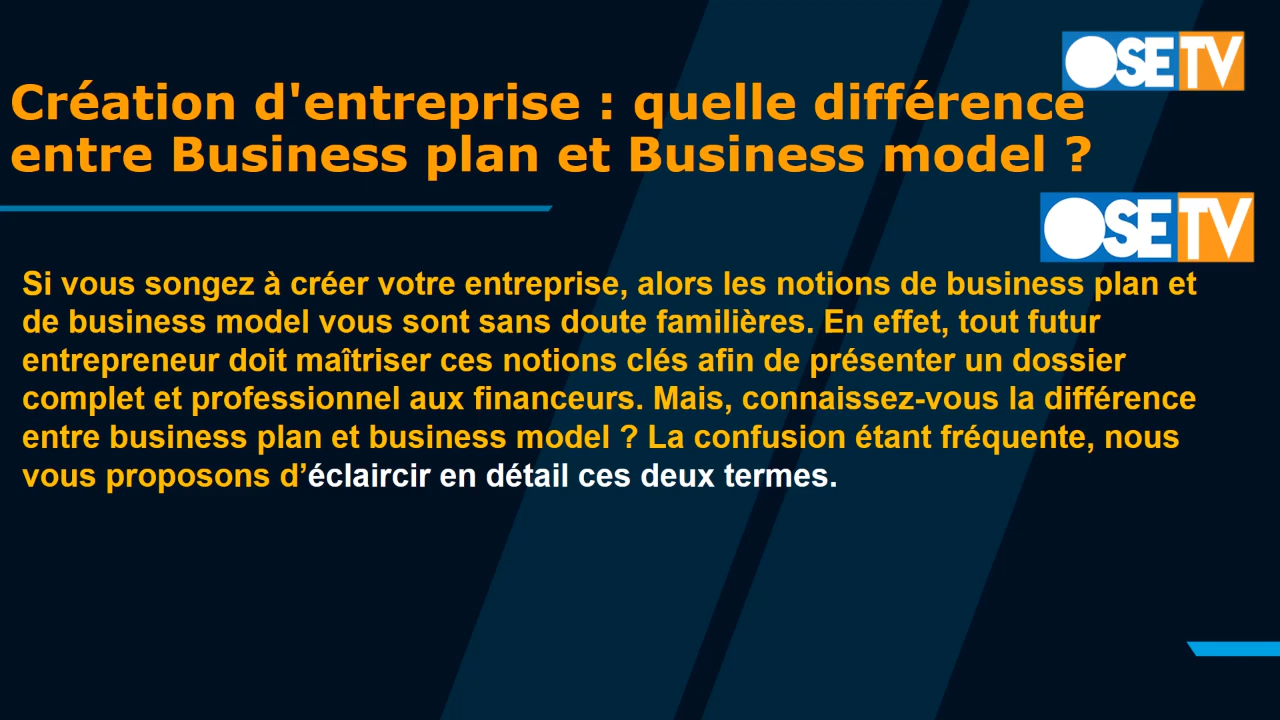 OSETV
Création d'entreprise : quelle différence
entre Business plan et Business model ?
OSETV
Si vous songez à créer votre entreprise, alors les notions de business plan et
de business model vous sont sans doute familières. En effet, tout futur
entrepreneur doit maîtriser ces notions clés afin de présenter un dossier
complet et professionnel aux financeurs. Mais, connaissez-vous la différence
entre business plan et business model ? La confusion étant fréquente, nous
vous proposons d’éclaircir en détail ces deux termes.